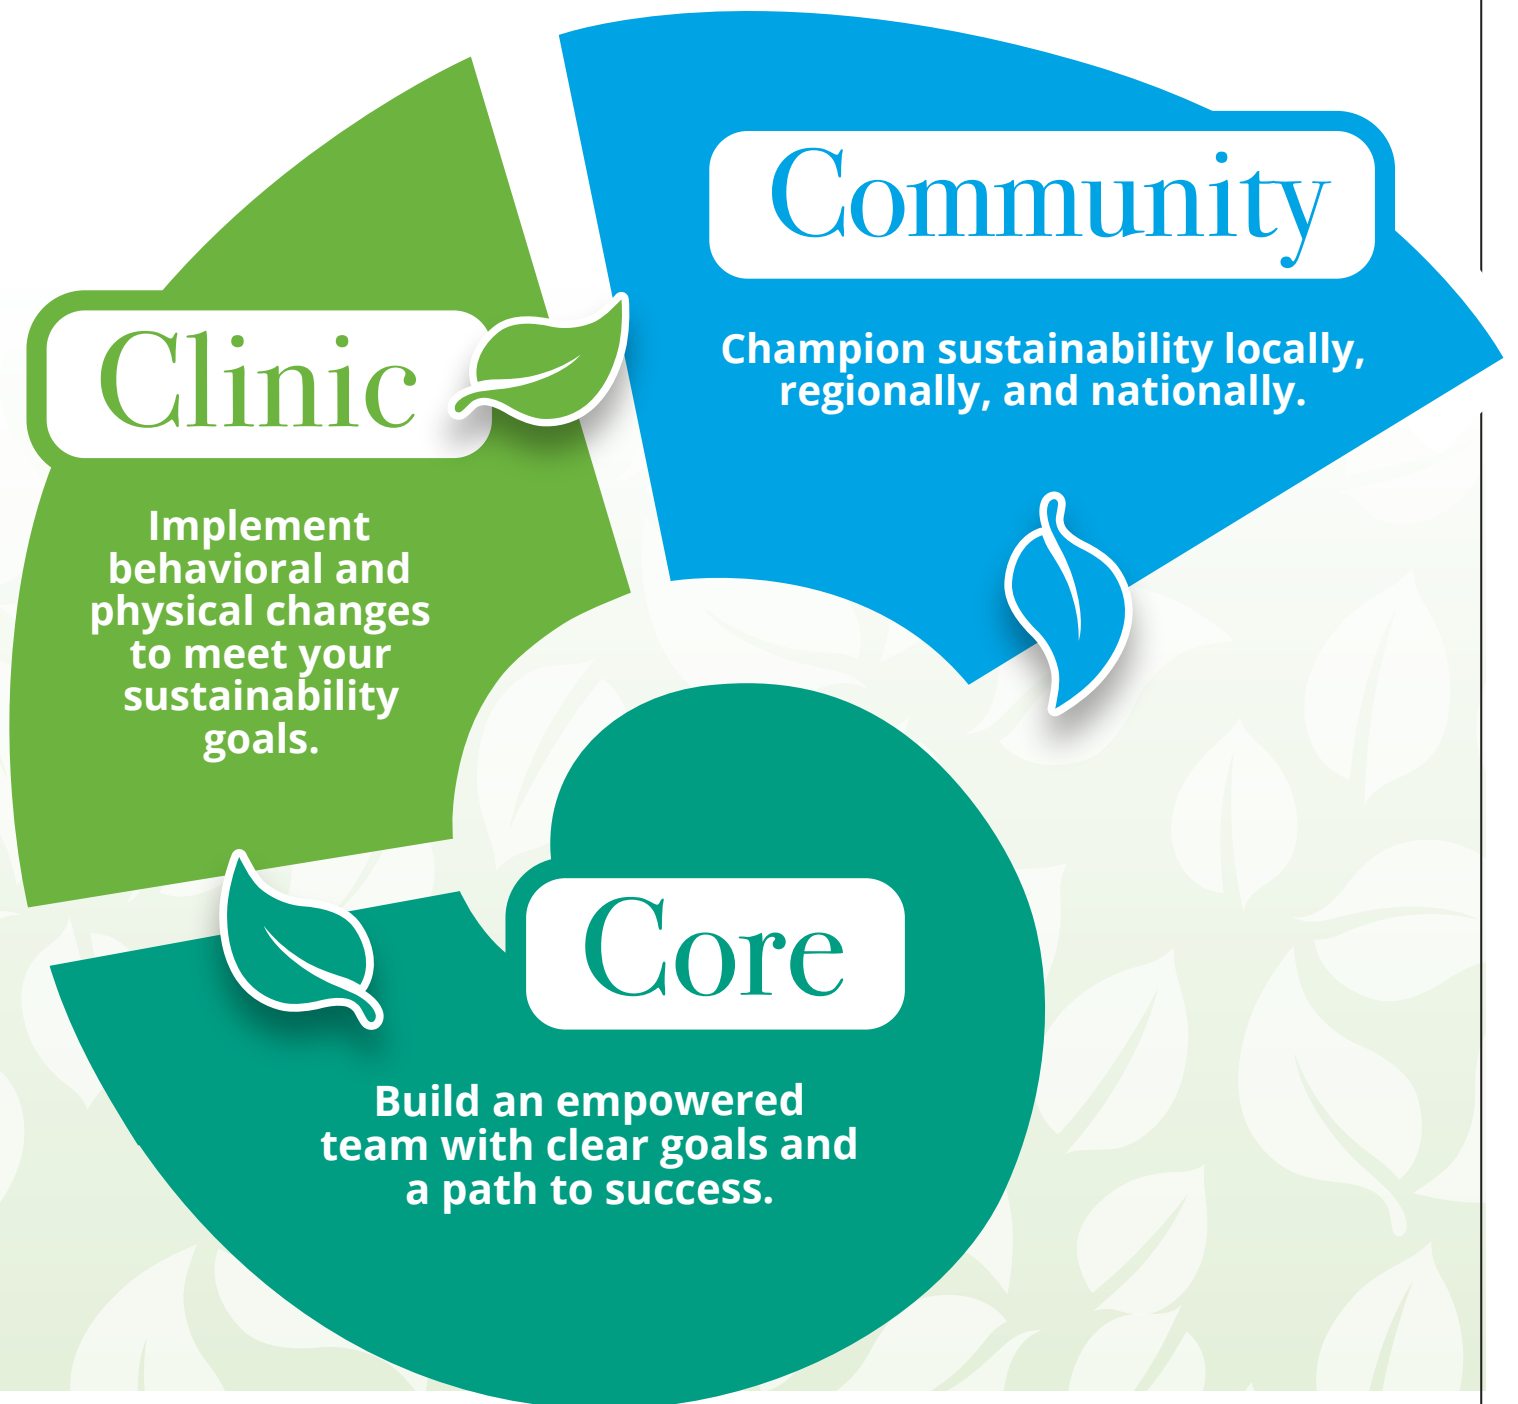 Community
Champion sustainability locally,
regionally, and nationally.
Clinic
Implement
behavioral and
physical changes
to meet your
sustainability
goals.
Core
Build an empowered
team with clear goals and
a path to success.